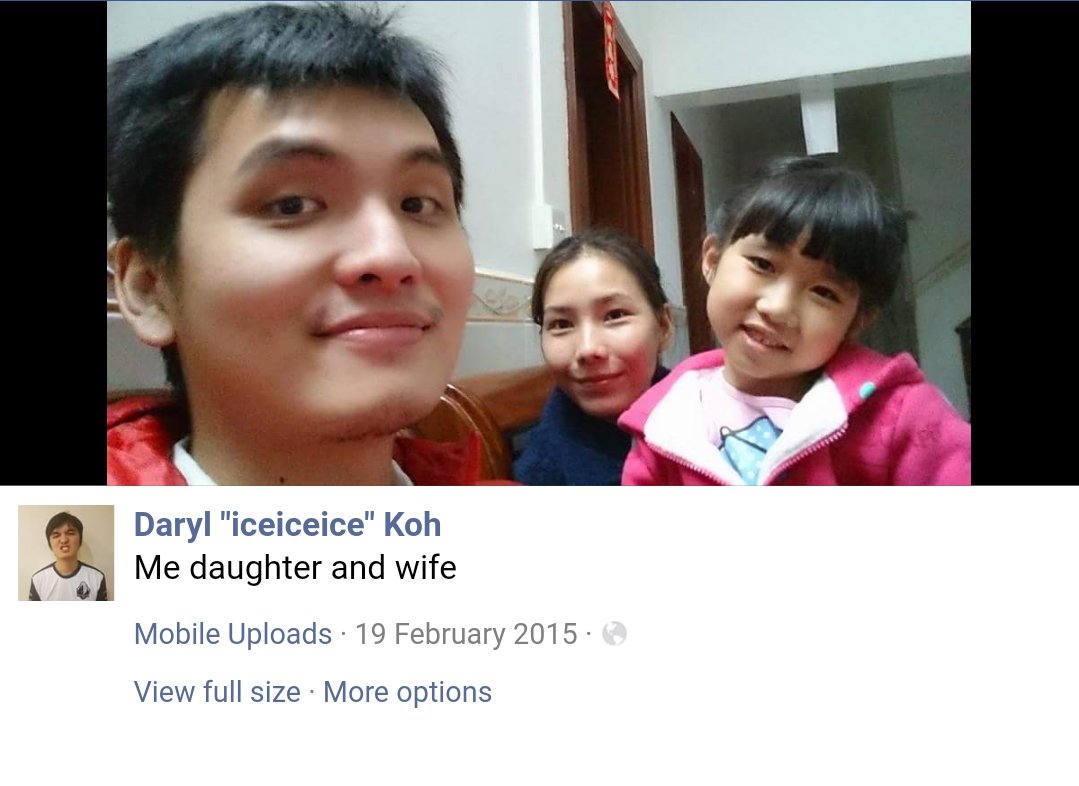 Daryl "iceiceice" Koh
Me daughter and wife
Mobile Uploads · 19 February 2015 ·
View full size · More options